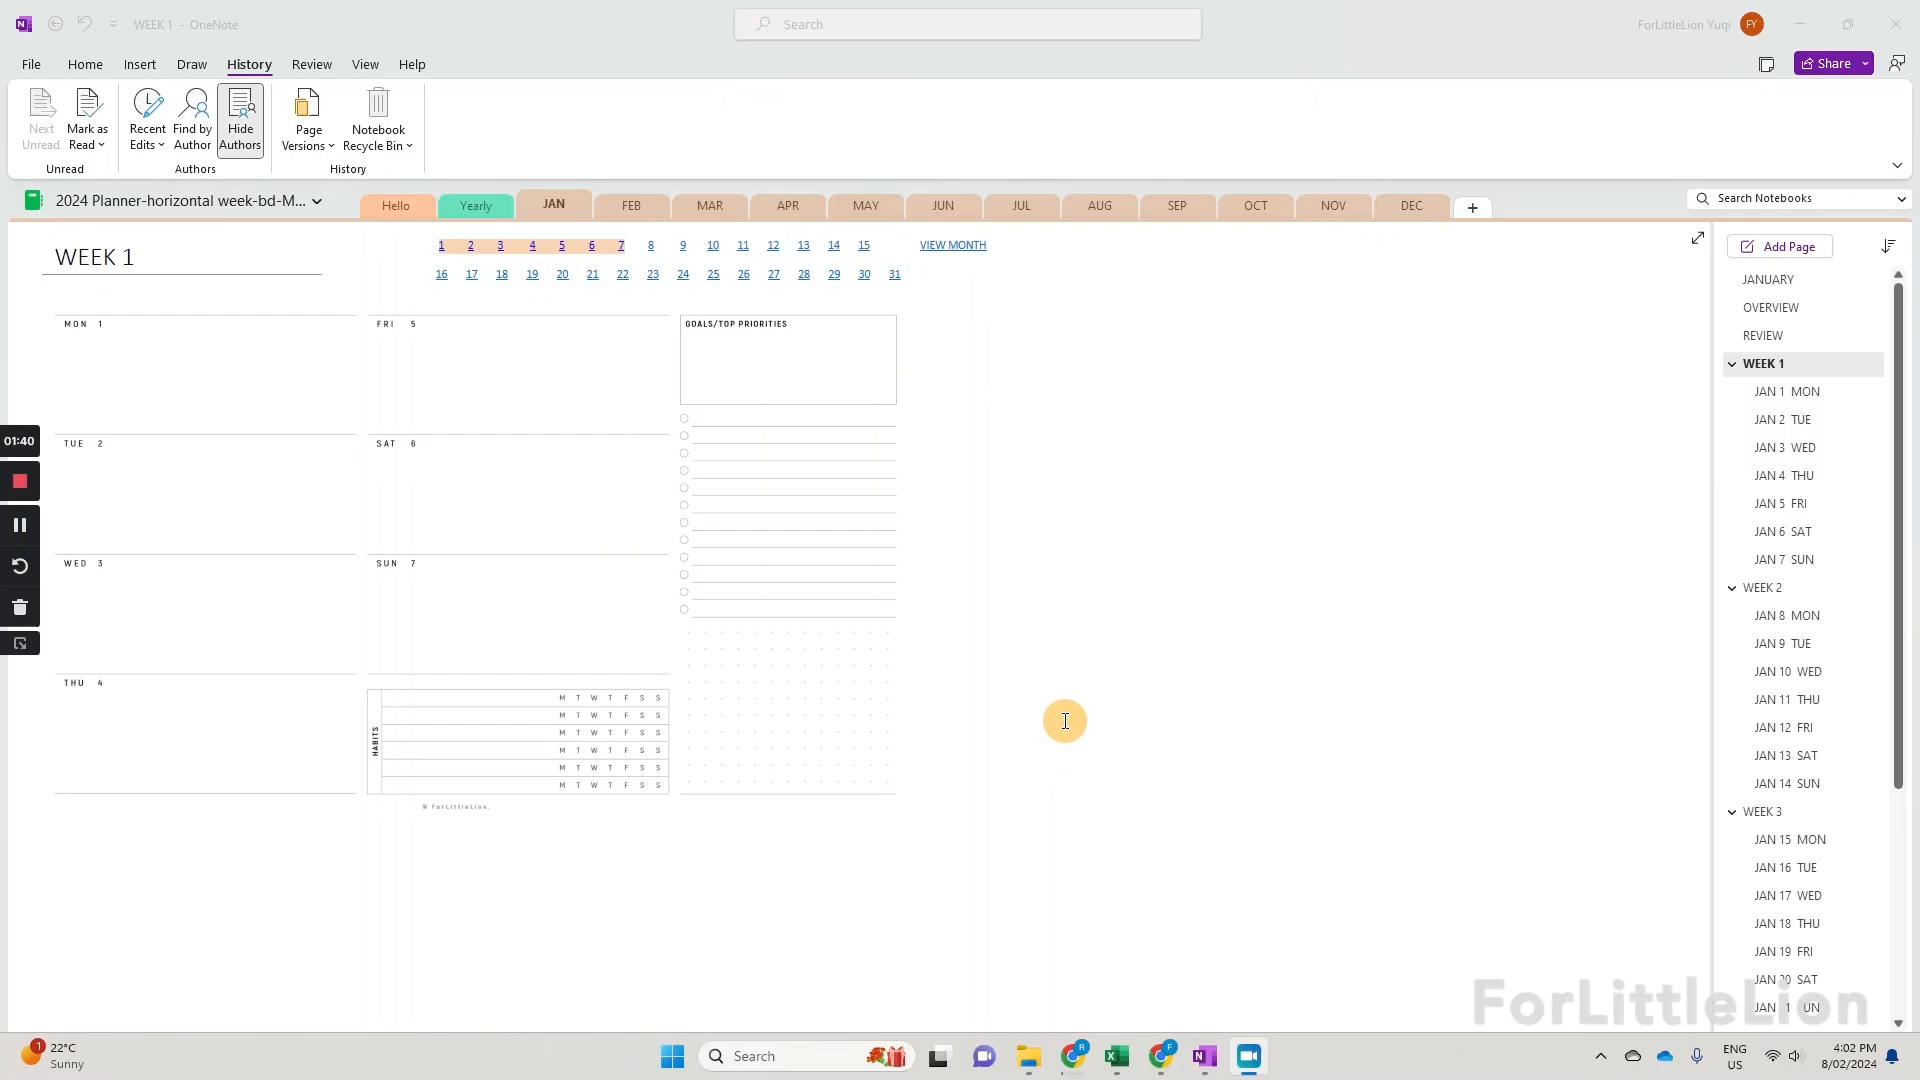 WEEK 1 - OneNote
Search
ForLittleLion Yuqi FY
File Home Insert Draw History Review View Help
Share
Next Unread
Mark as Read
Recent Edits
Find by Author
Hide Authors
Page Versions
Notebook Recycle Bin
Unread
Authors
History
2024 Planner-horizontal week-bd-M...
Hello Yearly JAN FEB MAR APR MAY JUN JUL AUG SEP OCT NOV DEC +
Search Notebooks
WEEK 1
1 2 3 4 5 6 7 8 9 10 11 12 13 14 15 VIEW MONTH
16 17 18 19 20 21 22 23 24 25 26 27 28 29 30 31
MON 1
TUE 2
WED 3
THU 4
FRI 5
SAT 6
SUN 7
HABITS
M T W T F S S
M T W T F S S
M T W T F S S
M T W T F S S
M T W T F S S
M T W T F S S
© ForLittleLion.
GOALS/TOP PRIORITIES
01:40
Add Page
JANUARY
OVERVIEW
REVIEW
WEEK 1
JAN 1 MON
JAN 2 TUE
JAN 3 WED
JAN 4 THU
JAN 5 FRI
JAN 6 SAT
JAN 7 SUN
WEEK 2
JAN 8 MON
JAN 9 TUE
JAN 10 WED
JAN 11 THU
JAN 12 FRI
JAN 13 SAT
JAN 14 SUN
WEEK 3
JAN 15 MON
JAN 16 TUE
JAN 17 WED
JAN 18 THU
JAN 19 FRI
JAN 20 SAT
JAN
ForLittleLion
1
22°C
Sunny
Search
R
F
ENG
US
4:02 PM
8/02/2024